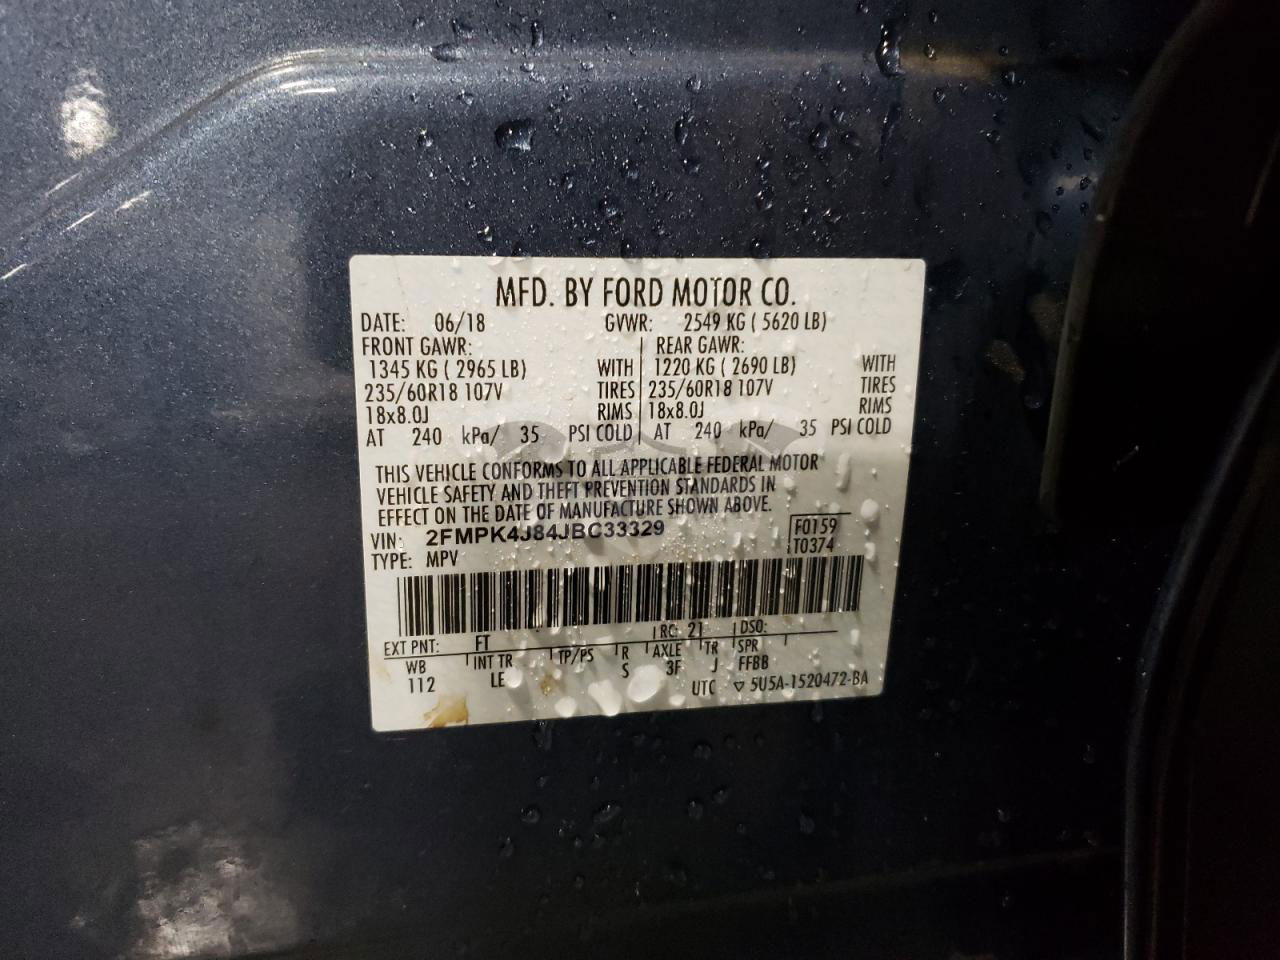 MFD. BY FORD MOTOR CO.
DATE: 06/18 GVWR: 2549 KG ( 5620 LB)
FRONT GAWR: REAR GAWR:
1345 KG ( 2965 LB) WITH 1220 KG ( 2690 LB) WITH
235/60R18 107V TIRES 235/60R18 107V TIRES
18x8.0J RIMS 18x8.0J RIMS
AT 240 kPa/ 35 PSI COLD AT 240 kPa/ 35 PSI COLD
THIS VEHICLE CONFORMS TO ALL APPLICABLE FEDERAL MOTOR
VEHICLE SAFETY AND THEFT PREVENTION STANDARDS IN
EFFECT ON THE DATE OF MANUFACTURE SHOWN ABOVE.
VIN: 2FMPK4J84JBC33329 F0159
TYPE: MPV T0374
EXT PNT: FT RC: 21 DSO:
WB INT TR TP/PS R AXLE TR SPR
112 LE S 3F J FFBB
UTC ▽ 5U5A-1520472-BA